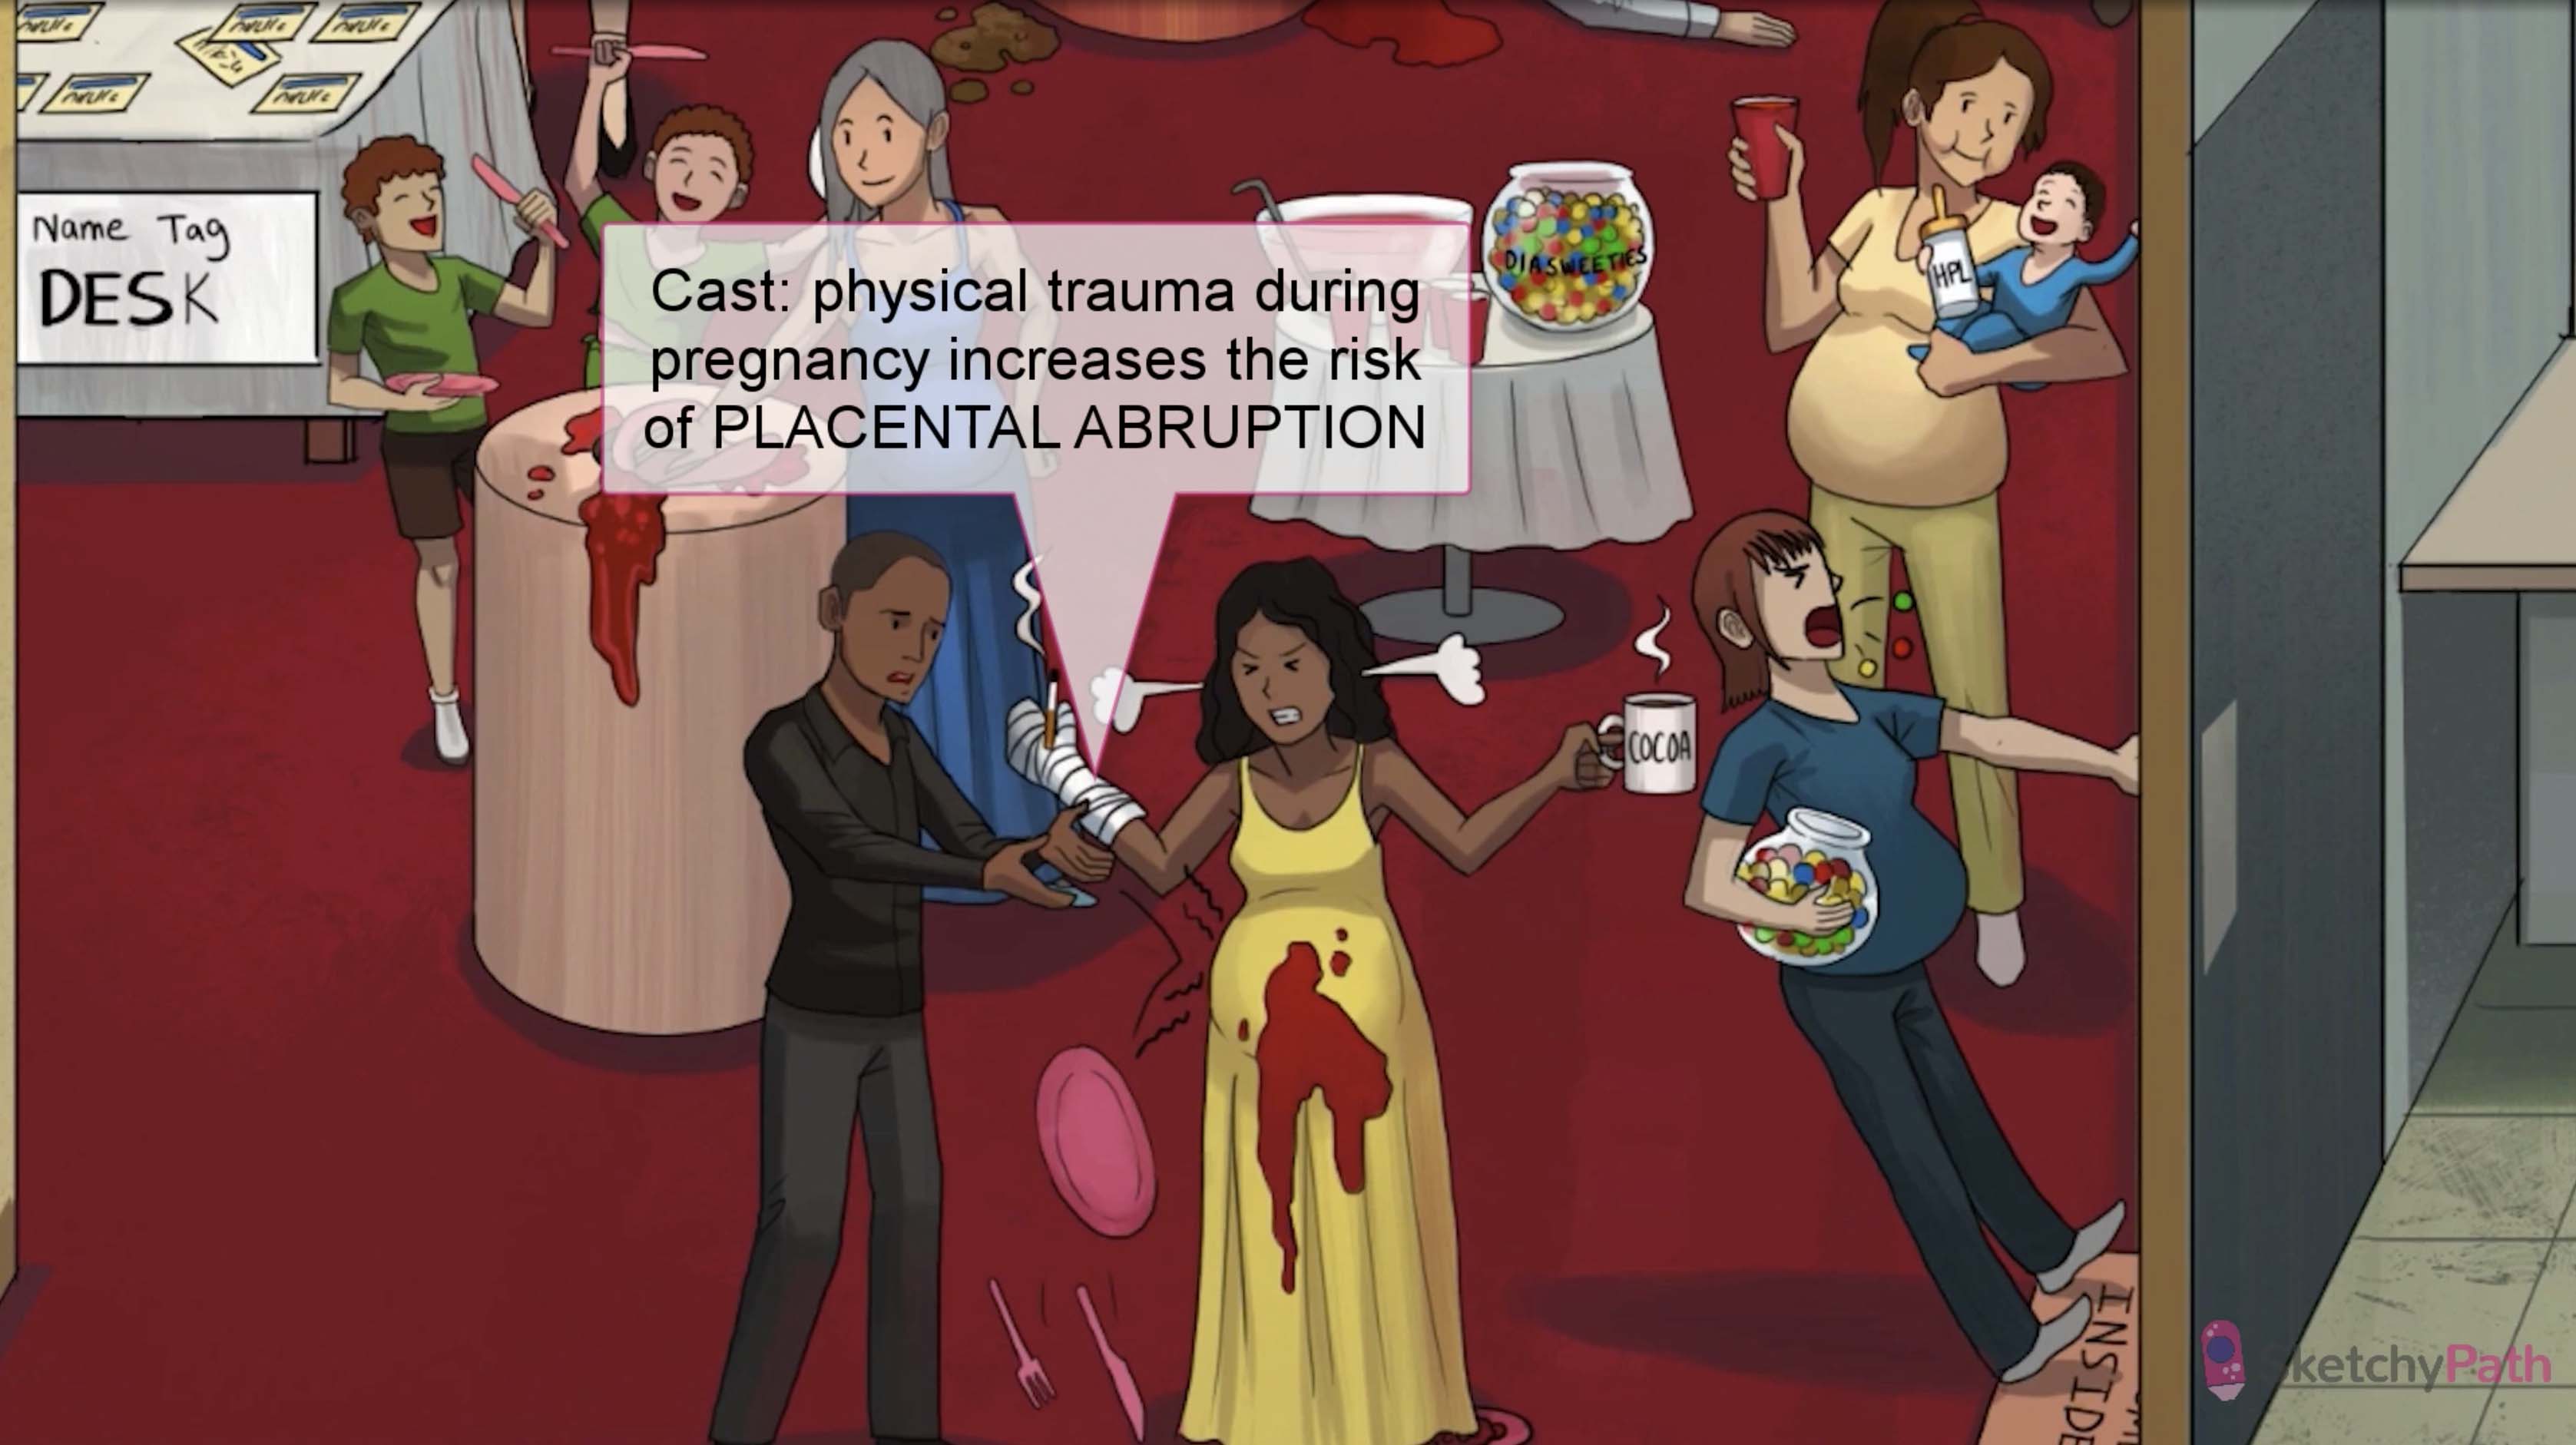 Name Tag
DESK
Cast: physical trauma during
pregnancy increases the risk
of PLACENTAL ABRUPTION
DIASWEETIES
HPL
COCOA
INSIDE
SketchyPath